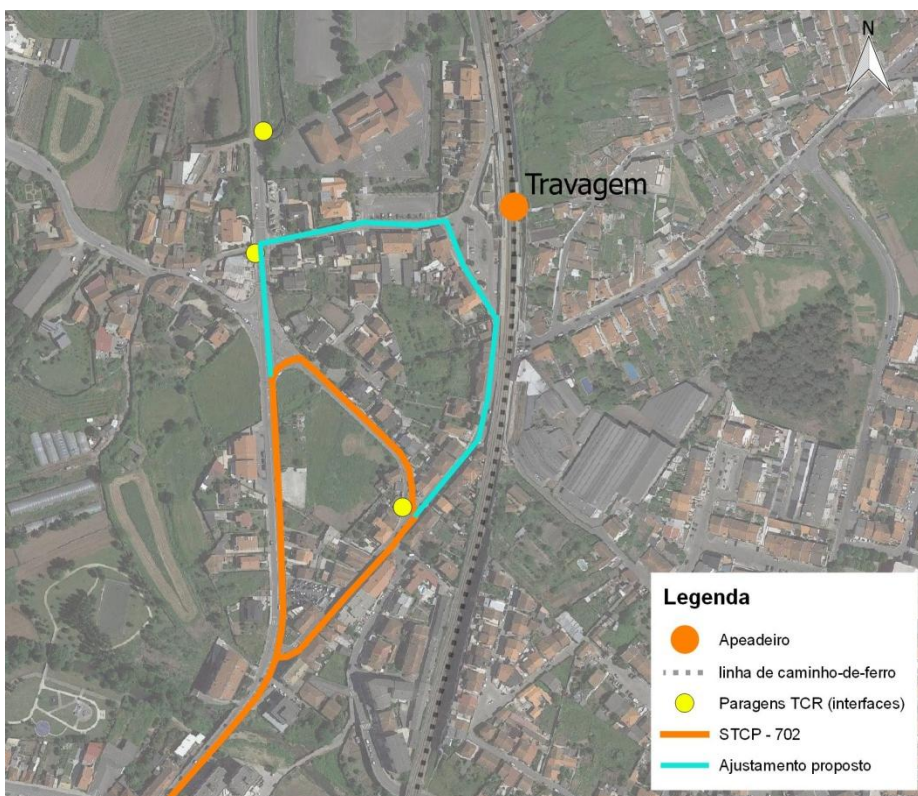 N
Travagem
Legenda
Apeadeiro
linha de caminho-de-ferro
Paragens TCR (interfaces)
STCP - 702
Ajustamento proposto